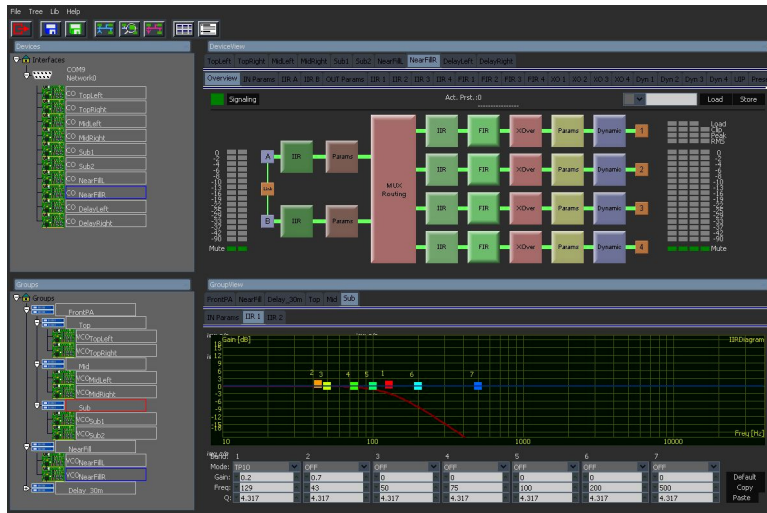 File Tree Lib Help
Devices
Interfaces
COM9
Network0
CO TopLeft
CO TopRight
CO MidLeft
CO MidRight
CO Sub1
CO Sub2
CO NearFillL
CO NearFillR
CO DelayLeft
CO DelayRight
DeviceView
TopLeft TopRight MidLeft MidRight Sub1 Sub2 NearFillL NearFillR DelayLeft DelayRight
Overview IN Params IIR A IIR B OUT Params IIR 1 IIR 2 IIR 3 IIR 4 FIR 1 FIR 2 FIR 3 FIR 4 XO 1 XO 2 XO 3 XO 4 Dyn 1 Dyn 2 Dyn 3 Dyn 4
Signaling Act. Prst.:0 Load Store
Load
Clip
Peak
RMS
A IIR Params
Link
B IIR Params
MUX Routing
IIR FIR XOver Params Dynamic 1
IIR FIR XOver Params Dynamic 2
IIR FIR XOver Params Dynamic 3
IIR FIR XOver Params Dynamic 4
Mute Mute
Groups
Groups
FrontPA
Top
VCO TopLeft
VCO TopRight
Mid
VCO MidLeft
VCO MidRight
Sub
VCO Sub1
VCO Sub2
NearFill
VCO NearFillL
VCO NearFillR
Delay_30m
GroupView
FrontPA NearFill Delay_30m Top Mid Sub
IN Params IIR 1 IIR 2
Gain [dB] IIRDiagram
2 3 4 5 1 6 7
10 100 1000 10000 Freq [Hz]
1 2 3 4 5 6 7
Mode: TP10 OFF OFF OFF OFF OFF OFF
Gain: 0.2 0.7 0 0 0 0 0 Default
Freq: 129 43 50 75 100 200 500 Copy
Q: 4.317 4.317 4.317 4.317 4.317 4.317 4.317 Paste